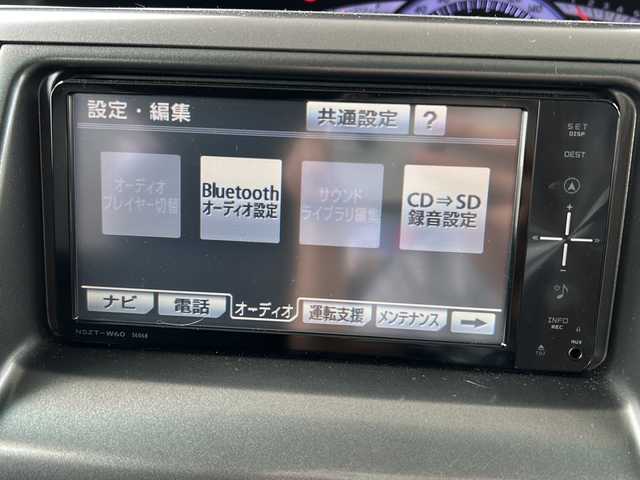 設定・編集
共通設定
?
オーディオ
プレイヤー切替
Bluetooth
オーディオ設定
サウンド
ライブラリ編集
CD⇒SD
録音設定
ナビ
電話
オーディオ
運転支援
メンテナンス
NSZT-W60
SET
DISP
DEST
+
−
INFO
REC
AUX